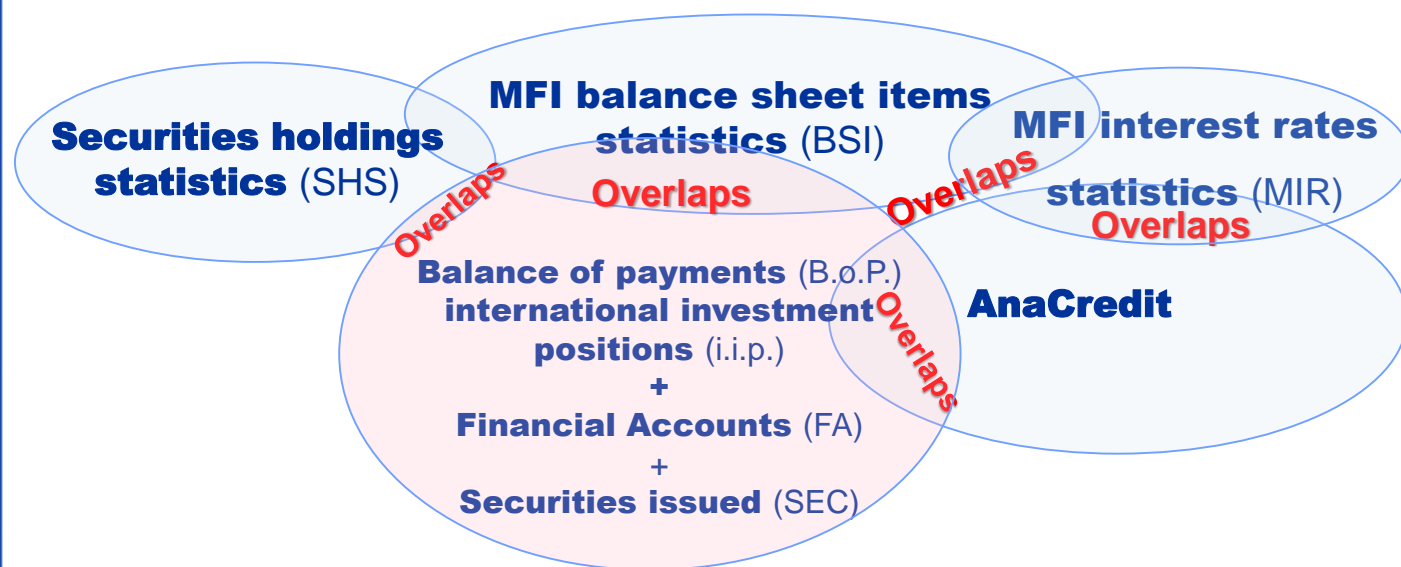 MFI balance sheet items
statistics (BSI)
Securities holdings
statistics (SHS)
MFI interest rates
statistics (MIR)
Overlaps
Overlaps
Overlaps
Overlaps
Balance of payments (B.o.P.)
international investment
positions (i.i.p.)
+
Financial Accounts (FA)
+
Securities issued (SEC)
Overlaps
AnaCredit